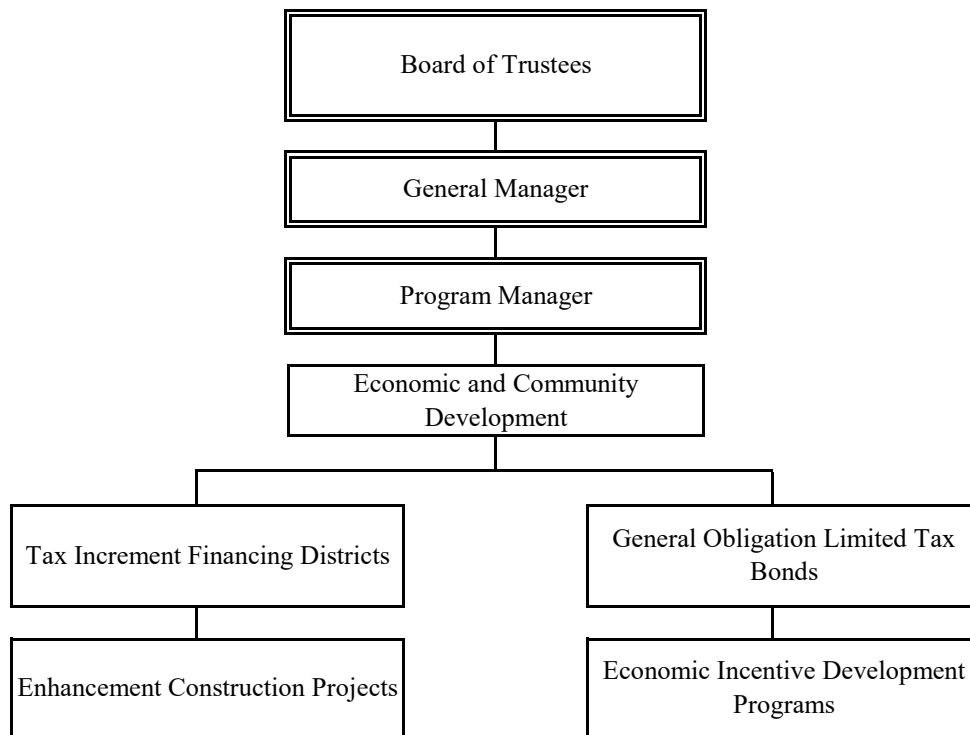 Board of Trustees
General Manager
Program Manager
Economic and Community
Development
Tax Increment Financing Districts
General Obligation Limited Tax
Bonds
Enhancement Construction Projects
Economic Incentive Development
Programs